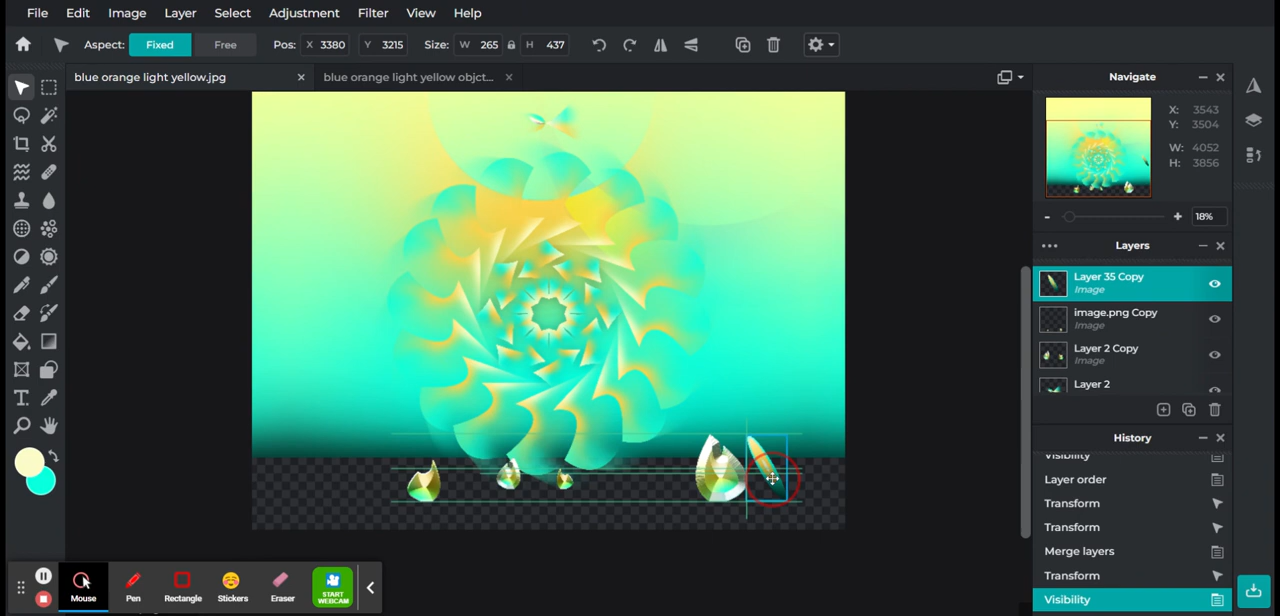 File Edit Image Layer Select Adjustment Filter View Help
Aspect: Fixed Free Pos: X 3380 Y 3215 Size: W 265 H 437
blue orange light yellow.jpg × blue orange light yellow objct... ×
Navigate
X: 3543
Y: 3504
W: 4052
H: 3856
- + 18%
Layers
Layer 35 Copy
Image
image.png Copy
Image
Layer 2 Copy
Image
Layer 2
History
Visibility
Layer order
Transform
Transform
Merge layers
Transform
Visibility
Mouse Pen Rectangle Stickers Eraser START
WEBCAM